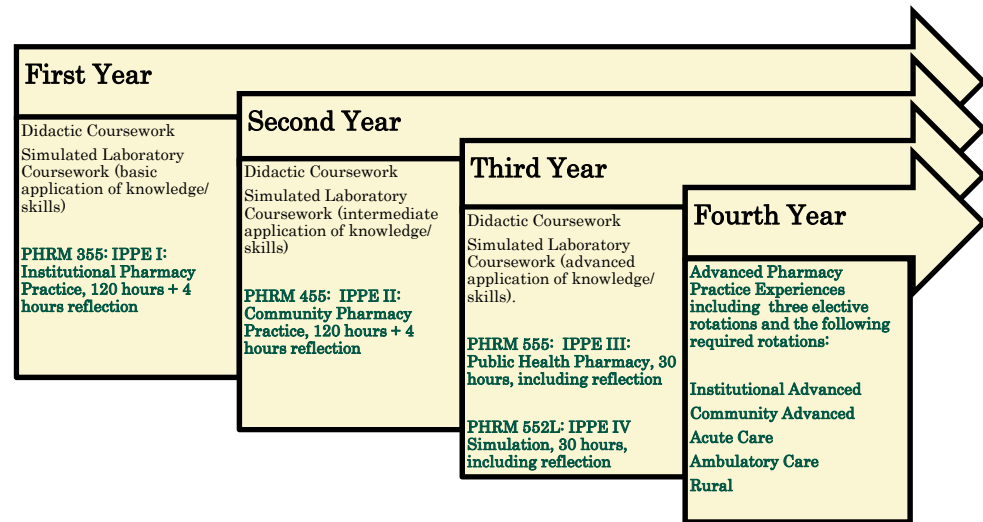 First Year
Didactic Coursework
Simulated Laboratory
Coursework (basic
application of knowledge/
skills)
PHRM 355: IPPE I:
Institutional Pharmacy
Practice, 120 hours + 4
hours reflection
Second Year
Didactic Coursework
Simulated Laboratory
Coursework (intermediate
application of knowledge/
skills)
PHRM 455:  IPPE II:
Community Pharmacy
Practice, 120 hours + 4
hours reflection
Third Year
Didactic Coursework
Simulated Laboratory
Coursework (advanced
application of knowledge/
skills).
PHRM 555:  IPPE III:
Public Health Pharmacy, 30
hours, including reflection
PHRM 552L: IPPE IV
Simulation, 30 hours,
including reflection
Fourth Year
Advanced Pharmacy
Practice Experiences
including  three elective
rotations and the following
required rotations:
Institutional Advanced
Community Advanced
Acute Care
Ambulatory Care
Rural